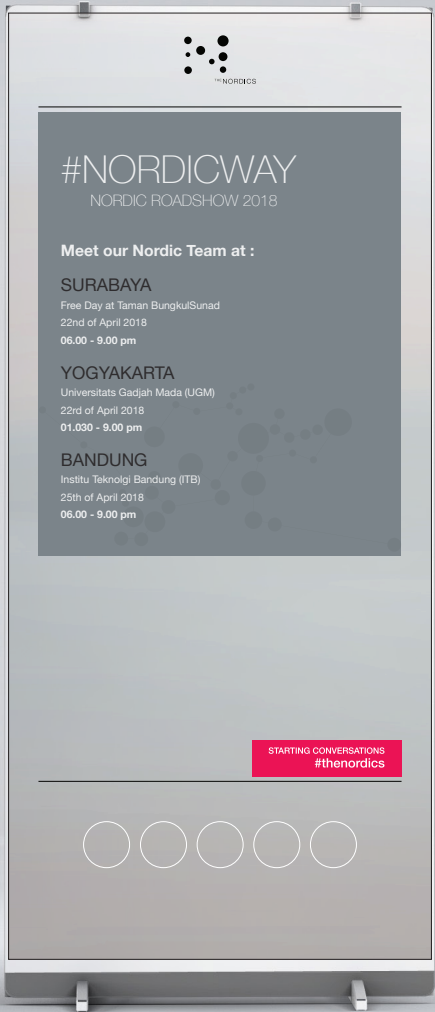 THE NORDICS
#NORDICWAY
NORDIC ROADSHOW 2018
Meet our Nordic Team at :
SURABAYA
Free Day at Taman BungkulSunad
22nd of April 2018
06.00 - 9.00 pm
YOGYAKARTA
Universitats Gadjah Mada (UGM)
22rd of April 2018
01.030 - 9.00 pm
BANDUNG
Institu Teknolgi Bandung (ITB)
25th of April 2018
06.00 - 9.00 pm
STARTING CONVERSATIONS
#thenordics